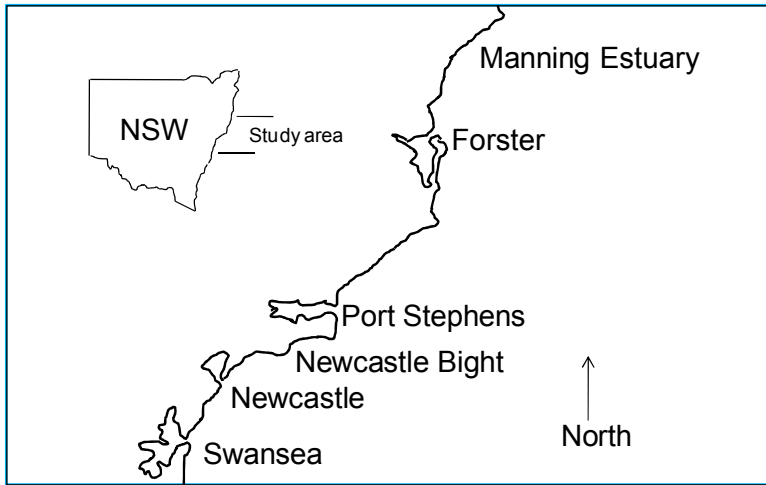 Manning Estuary
NSW
Study area
Forster
Port Stephens
Newcastle Bight
Newcastle
North
Swansea